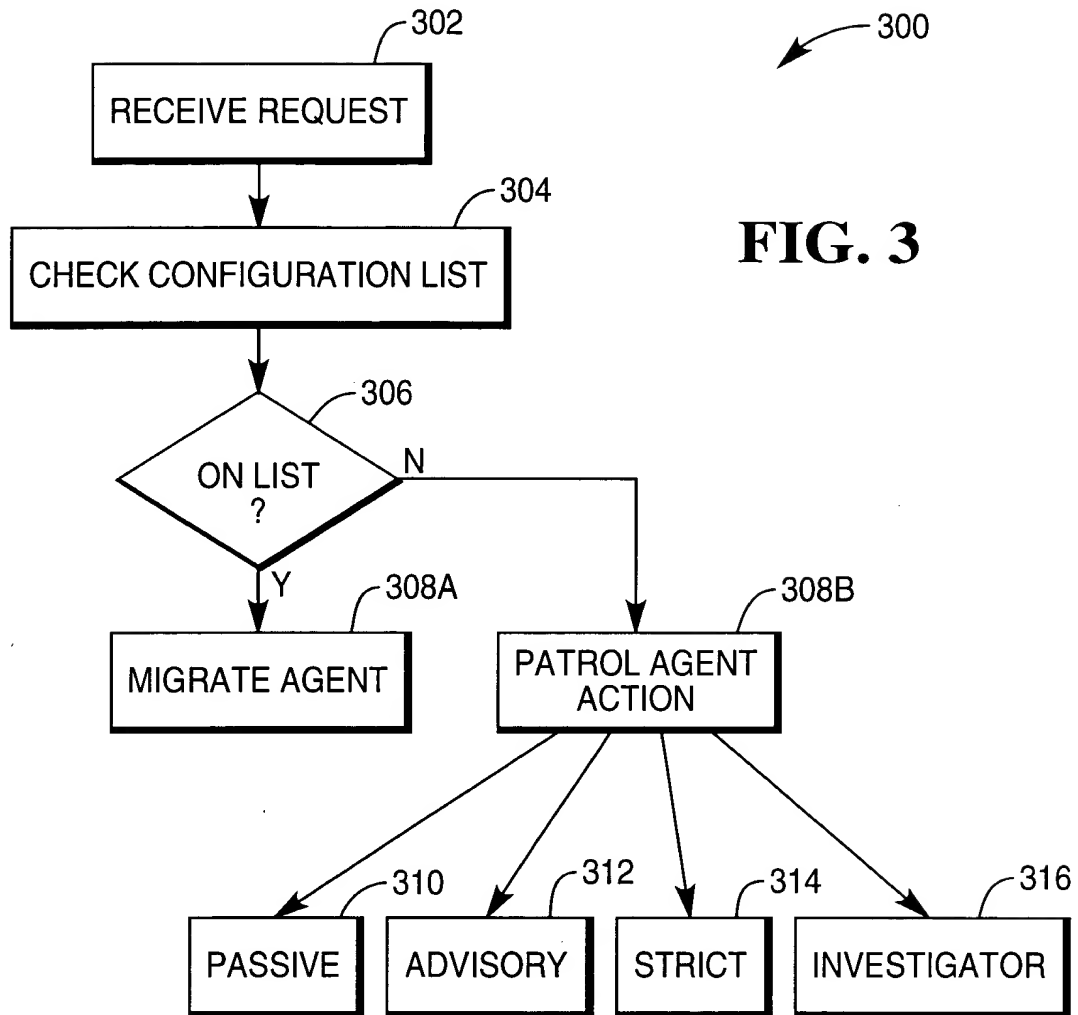 302
300
RECEIVE REQUEST
304
FIG. 3
CHECK CONFIGURATION LIST
306
ON LIST
?
N
Y
308A
308B
MIGRATE AGENT
PATROL AGENT
ACTION
310
312
314
316
PASSIVE
ADVISORY
STRICT
INVESTIGATOR